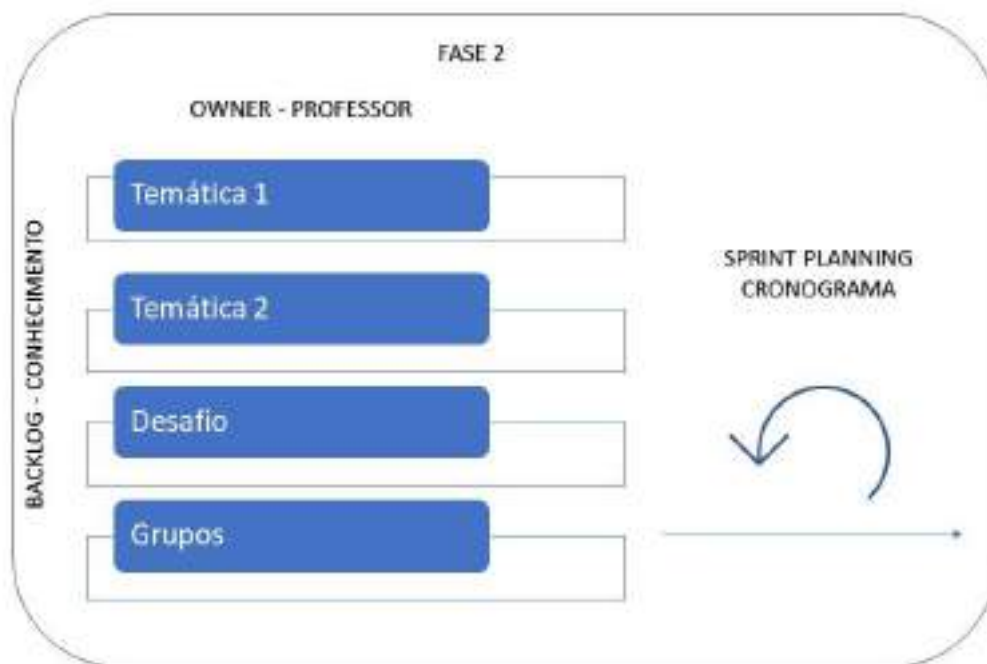 FASE 2
OWNER - PROFESSOR
BACKLOG - CONHECIMENTO
Temática 1
Temática 2
Desafio
Grupos
SPRINT PLANNING
CRONOGRAMA